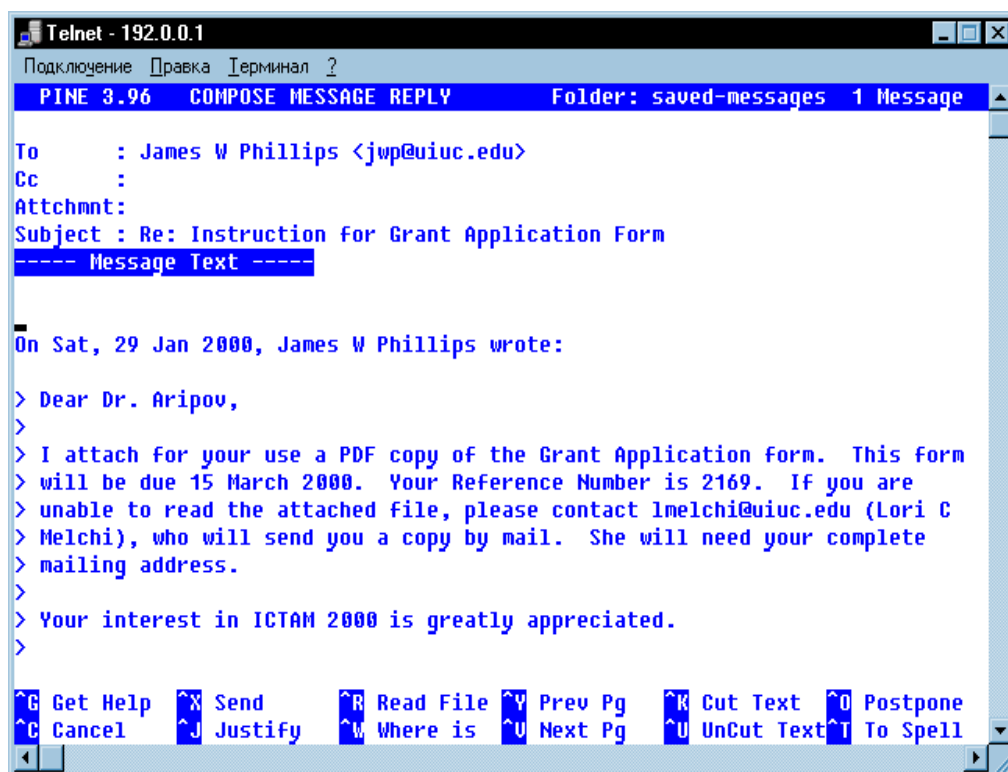 Telnet - 192.0.0.1
Подключение Правка Терминал ?
PINE 3.96 COMPOSE MESSAGE REPLY Folder: saved-messages 1 Message
To : James W Phillips <jwp@uiuc.edu>
Cc :
Attchmnt:
Subject : Re: Instruction for Grant Application Form
----- Message Text -----
On Sat, 29 Jan 2000, James W Phillips wrote:
> Dear Dr. Aripov,
>
> I attach for your use a PDF copy of the Grant Application form. This form
> will be due 15 March 2000. Your Reference Number is 2169. If you are
> unable to read the attached file, please contact lmelchi@uiuc.edu (Lori C
> Melchi), who will send you a copy by mail. She will need your complete
> mailing address.
>
> Your interest in ICTAM 2000 is greatly appreciated.
>
^G Get Help ^X Send ^R Read File ^Y Prev Pg ^K Cut Text ^O Postpone
^C Cancel ^J Justify ^W Where is ^V Next Pg ^U UnCut Text ^T To Spell